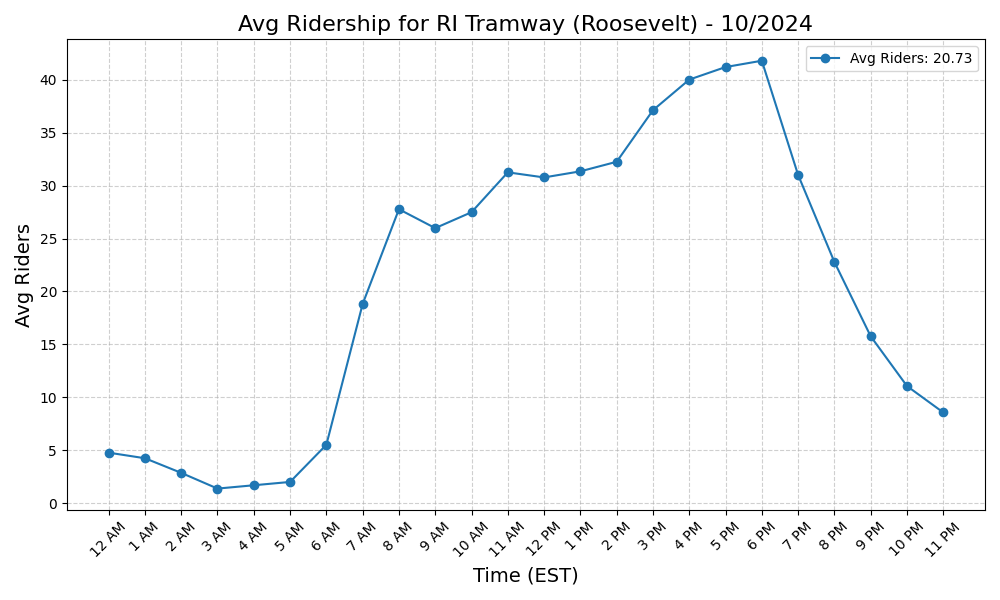 Avg Ridership for RI Tramway (Roosevelt) - 10/2024
Avg Riders: 20.73
Avg Riders
40
35
30
25
20
15
10
5
0
12 AM
1 AM
2 AM
3 AM
4 AM
5 AM
6 AM
7 AM
8 AM
9 AM
10 AM
11 AM
12 PM
1 PM
2 PM
3 PM
4 PM
5 PM
6 PM
7 PM
8 PM
9 PM
10 PM
11 PM
Time (EST)